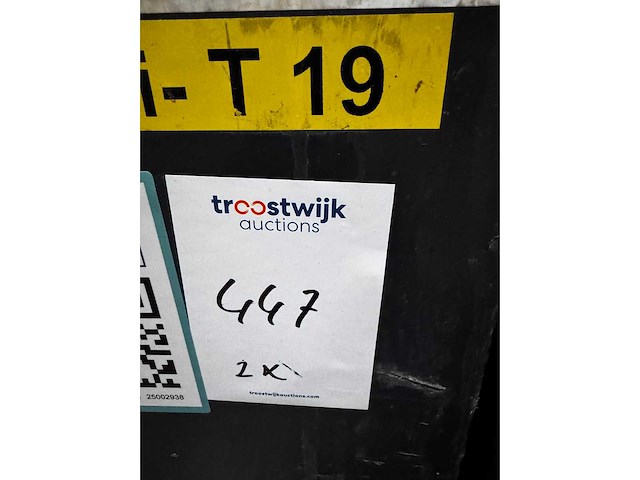 i- T 19
troostwijk
auctions
447
2x
troostwijkauctions.com
25002938